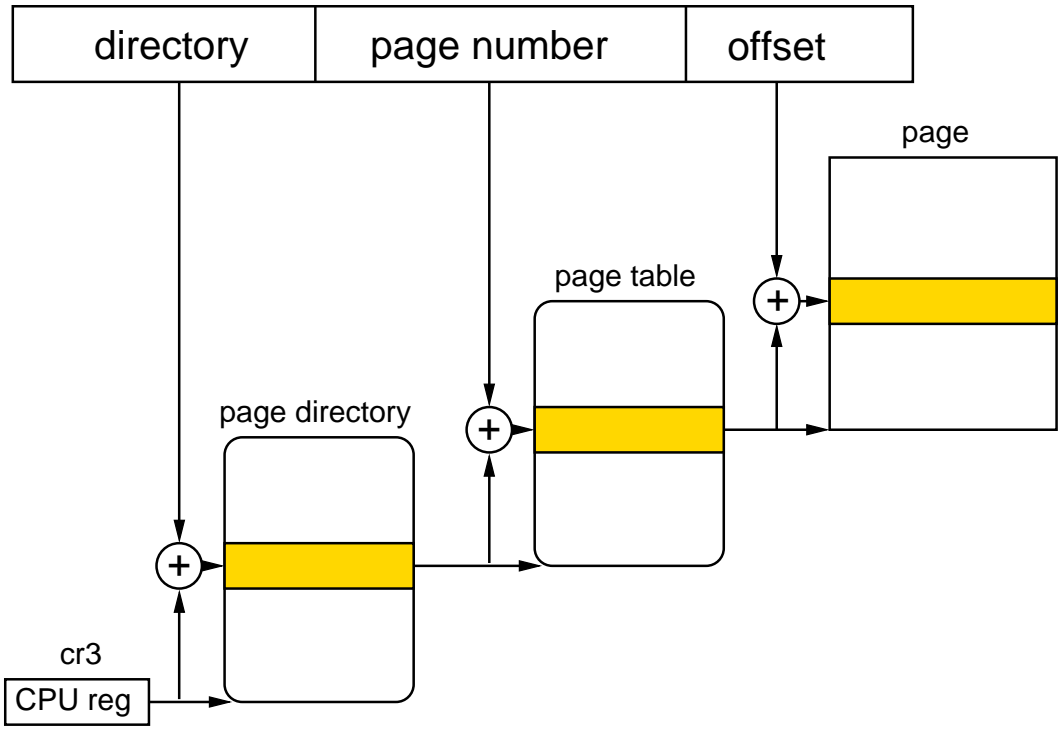 directory page number offset
page
page table
+
page directory
+
+
cr3
CPU reg